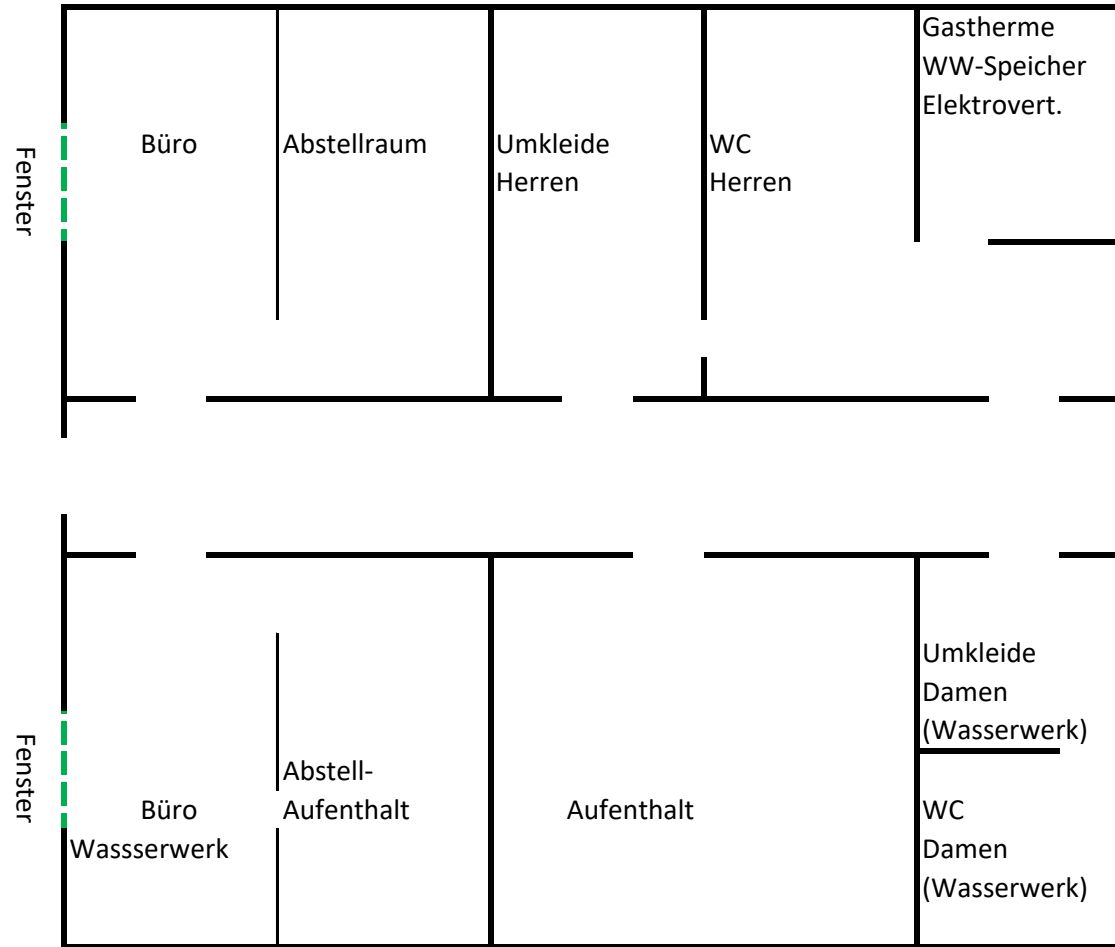 Gastherme
WW-Speicher
Elektrovert.
Fenster
Büro
Abstellraum
Umkleide
Herren
WC
Herren
Fenster
Büro
Wassserwerk
Abstell-
Aufenthalt
Aufenthalt
Umkleide
Damen
(Wasserwerk)
WC
Damen
(Wasserwerk)